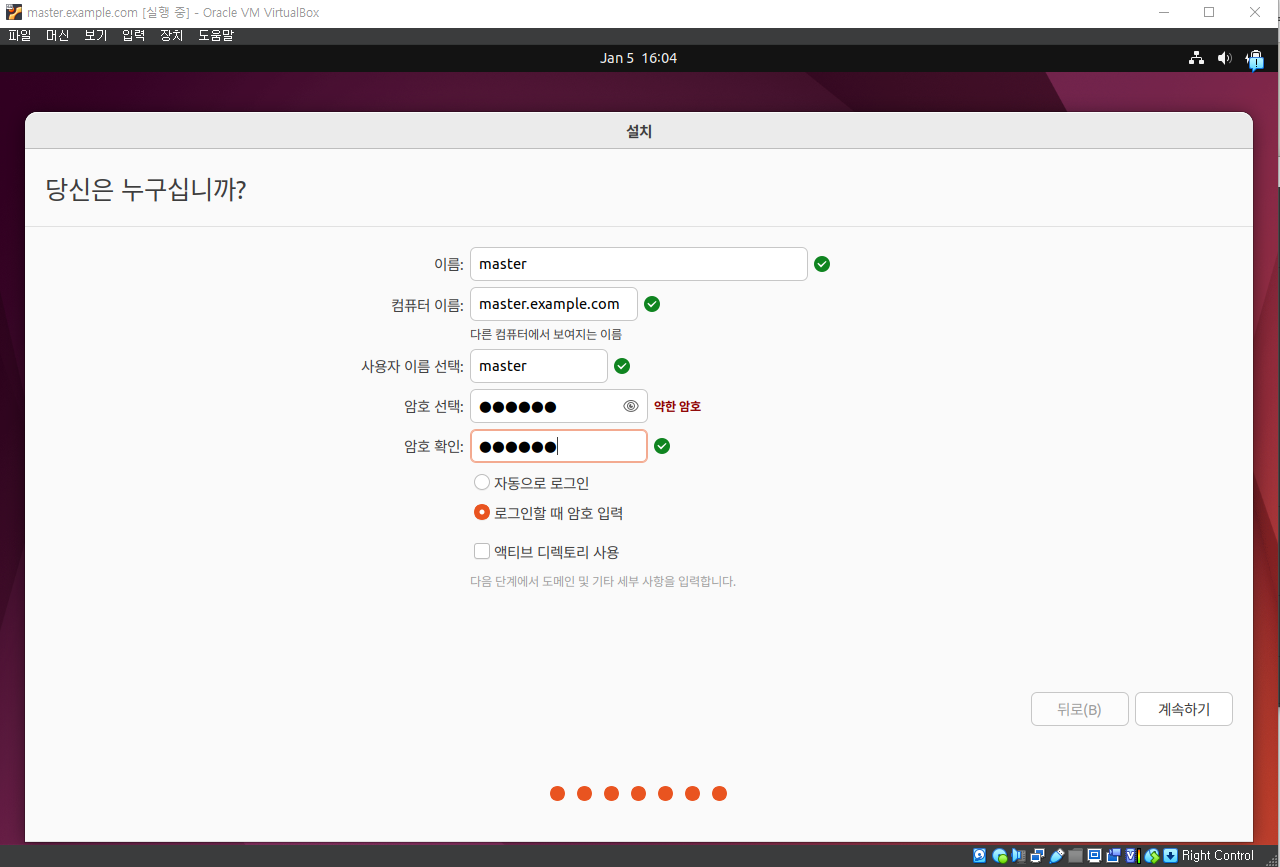 master.example.com [실행 중] - Oracle VM VirtualBox
파일 머신 보기 입력 장치 도움말
Jan 5 16:04
설치
당신은 누구십니까?
이름: master
컴퓨터 이름: master.example.com
다른 컴퓨터에서 보여지는 이름
사용자 이름 선택: master
암호 선택: ●●●●●● 약한 암호
암호 확인: ●●●●●●
자동으로 로그인
로그인할 때 암호 입력
액티브 디렉토리 사용
다음 단계에서 도메인 및 기타 세부 사항을 입력합니다.
뒤로(B) 계속하기
Right Control